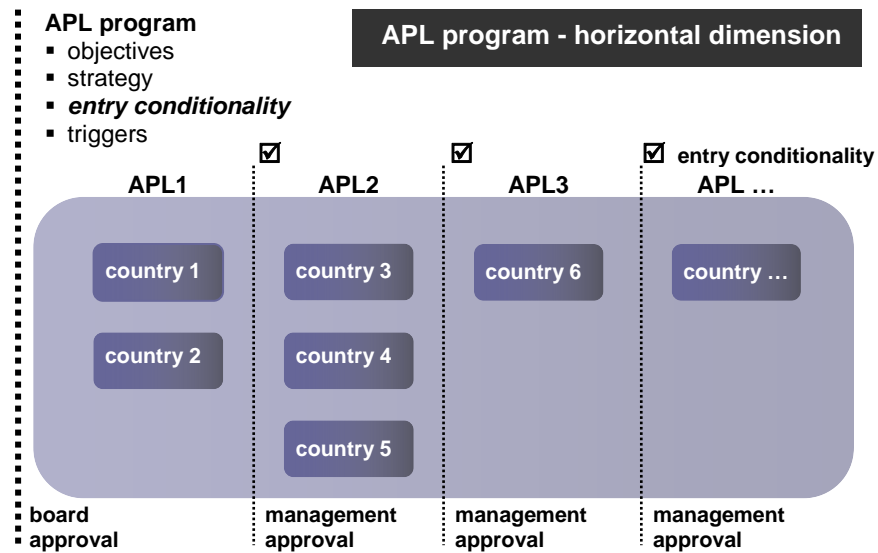 APL program
▪ objectives
▪ strategy
▪ entry conditionality
▪ triggers
APL program - horizontal dimension
☑ ☑ ☑ entry conditionality
APL1 APL2 APL3 APL …
country 1 country 3 country 6 country …
country 2 country 4
country 5
board management management management
approval approval approval approval